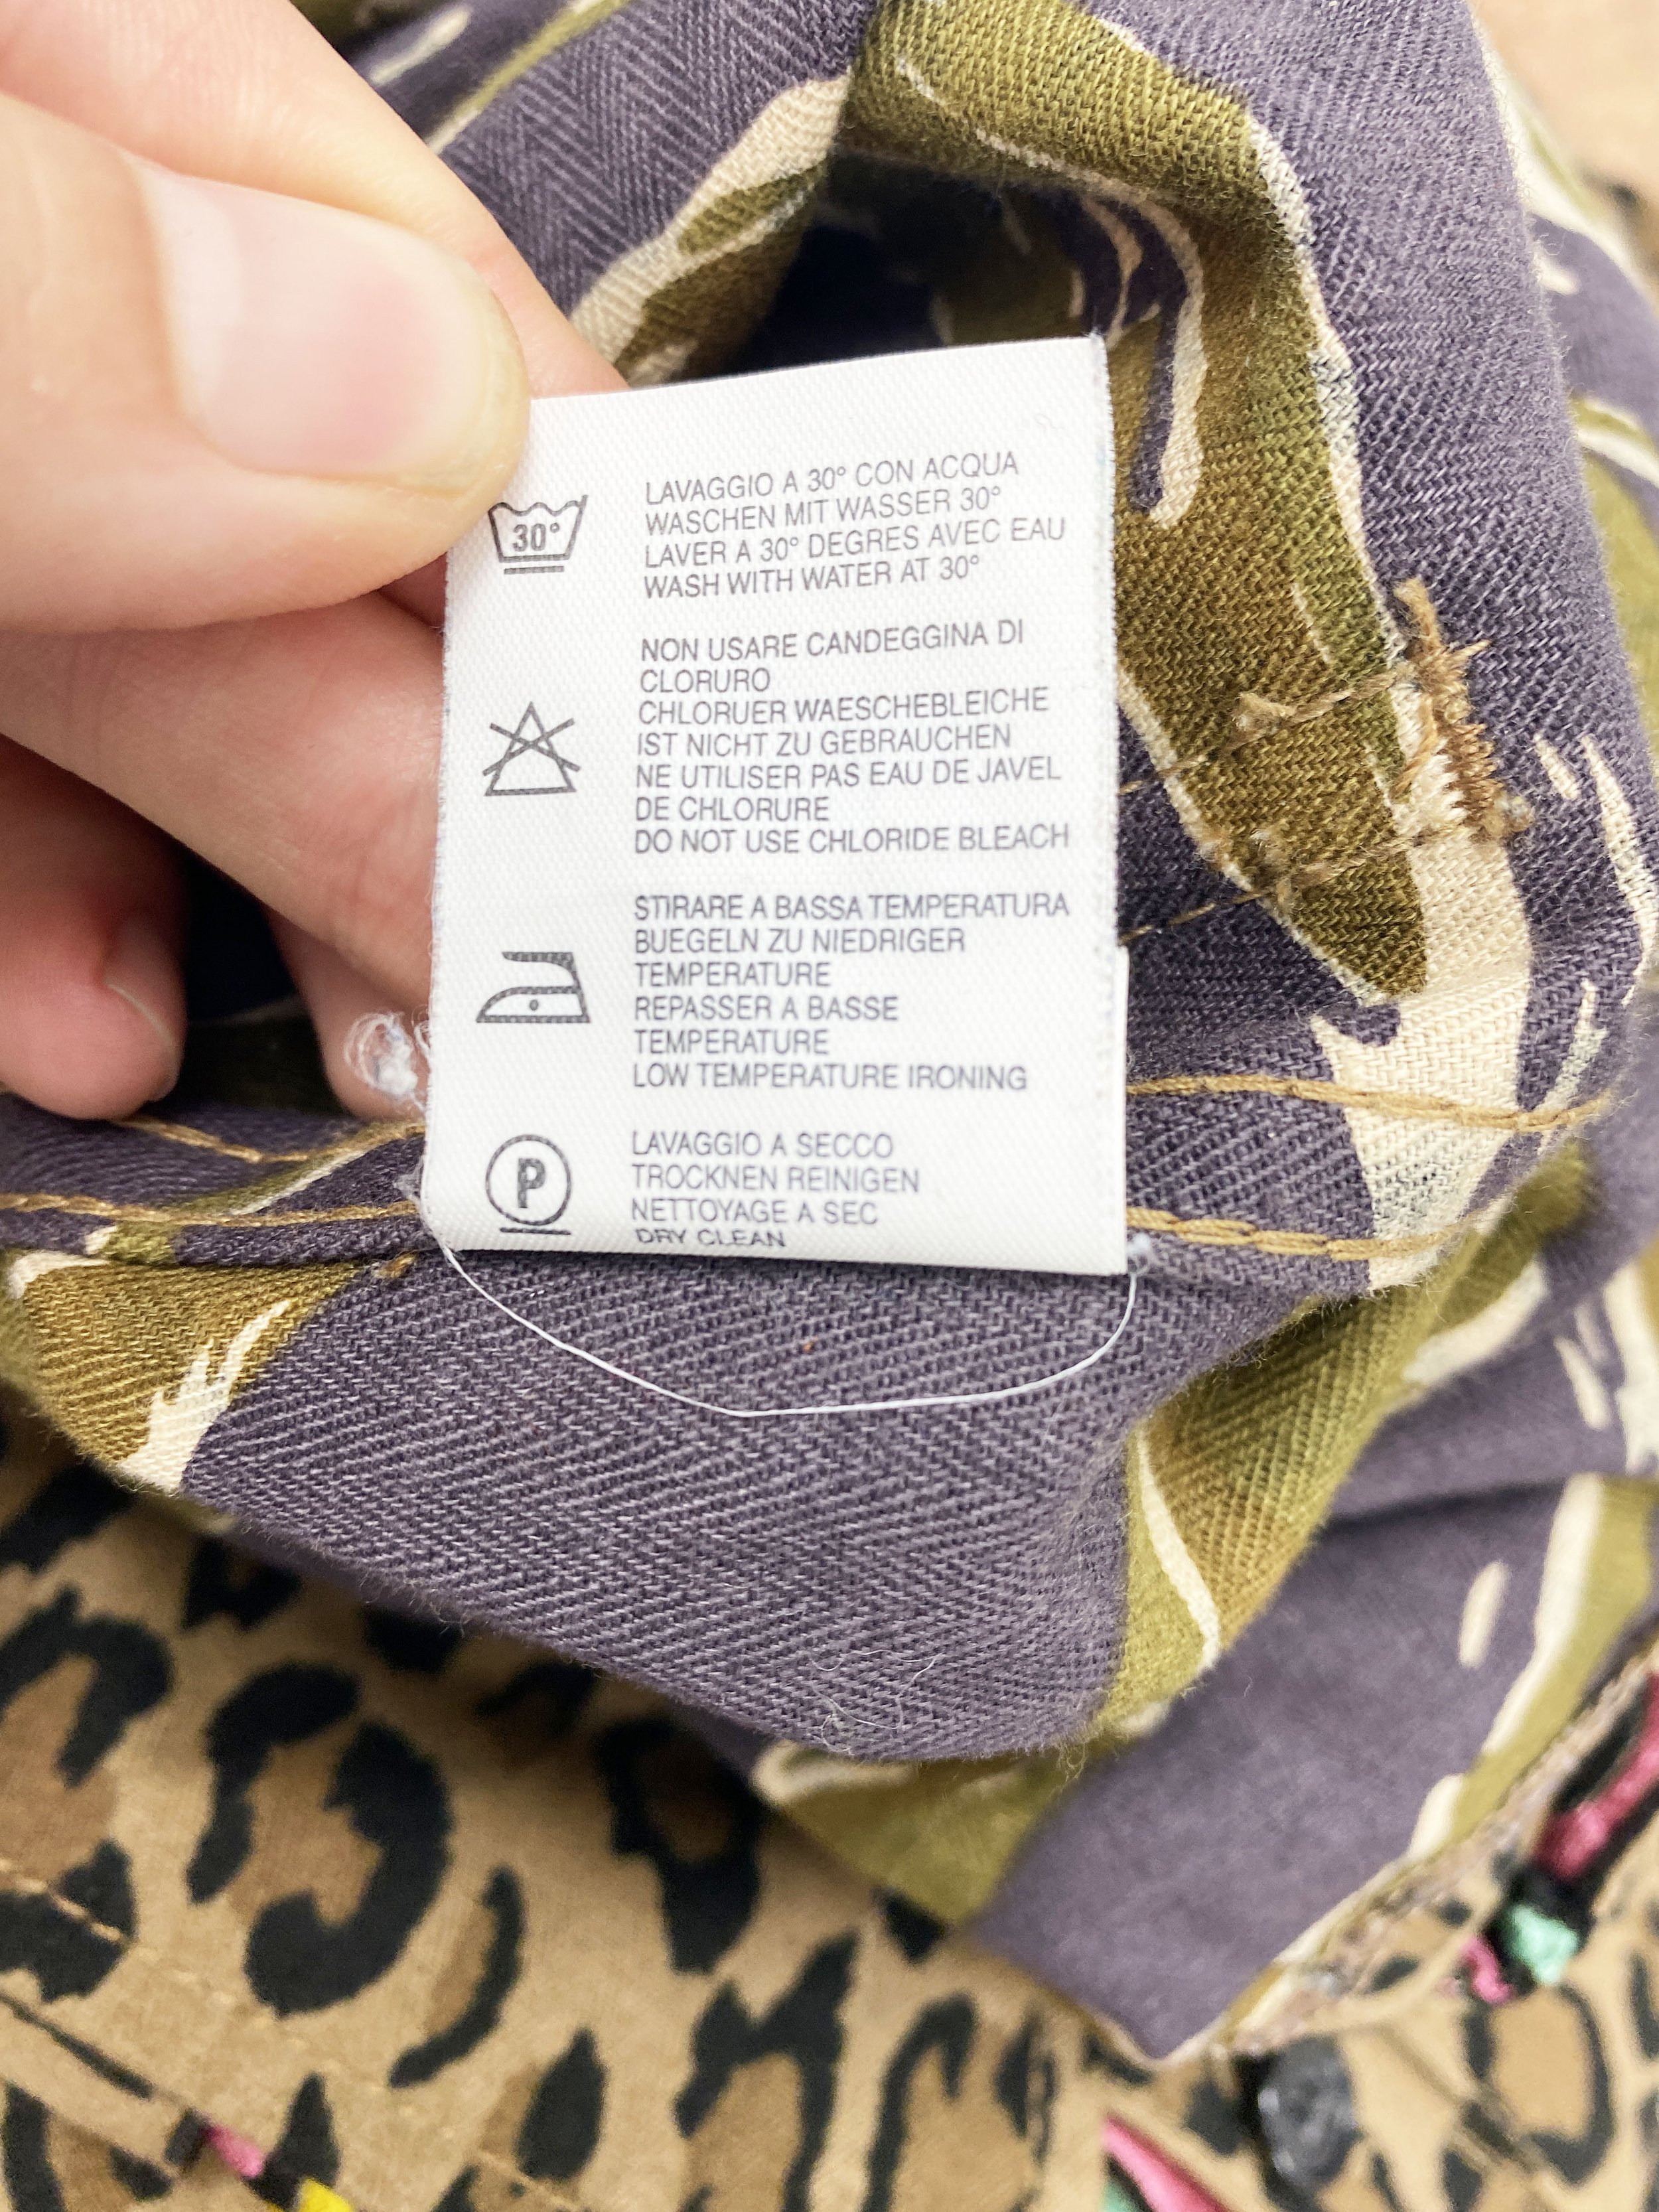 30°
LAVAGGIO A 30° CON ACQUA
WASCHEN MIT WASSER 30°
LAVER A 30° DEGRES AVEC EAU
WASH WITH WATER AT 30°
NON USARE CANDEGGINA DI
CLORURO
CHLORUER WAESCHEBLEICHE
IST NICHT ZU GEBRAUCHEN
NE UTILISER PAS EAU DE JAVEL
DE CHLORURE
DO NOT USE CHLORIDE BLEACH
STIRARE A BASSA TEMPERATURA
BUEGELN ZU NIEDRIGER
TEMPERATURE
REPASSER A BASSE
TEMPERATURE
LOW TEMPERATURE IRONING
P
LAVAGGIO A SECCO
TROCKNEN REINIGEN
NETTOYAGE A SEC
DRY CLEAN